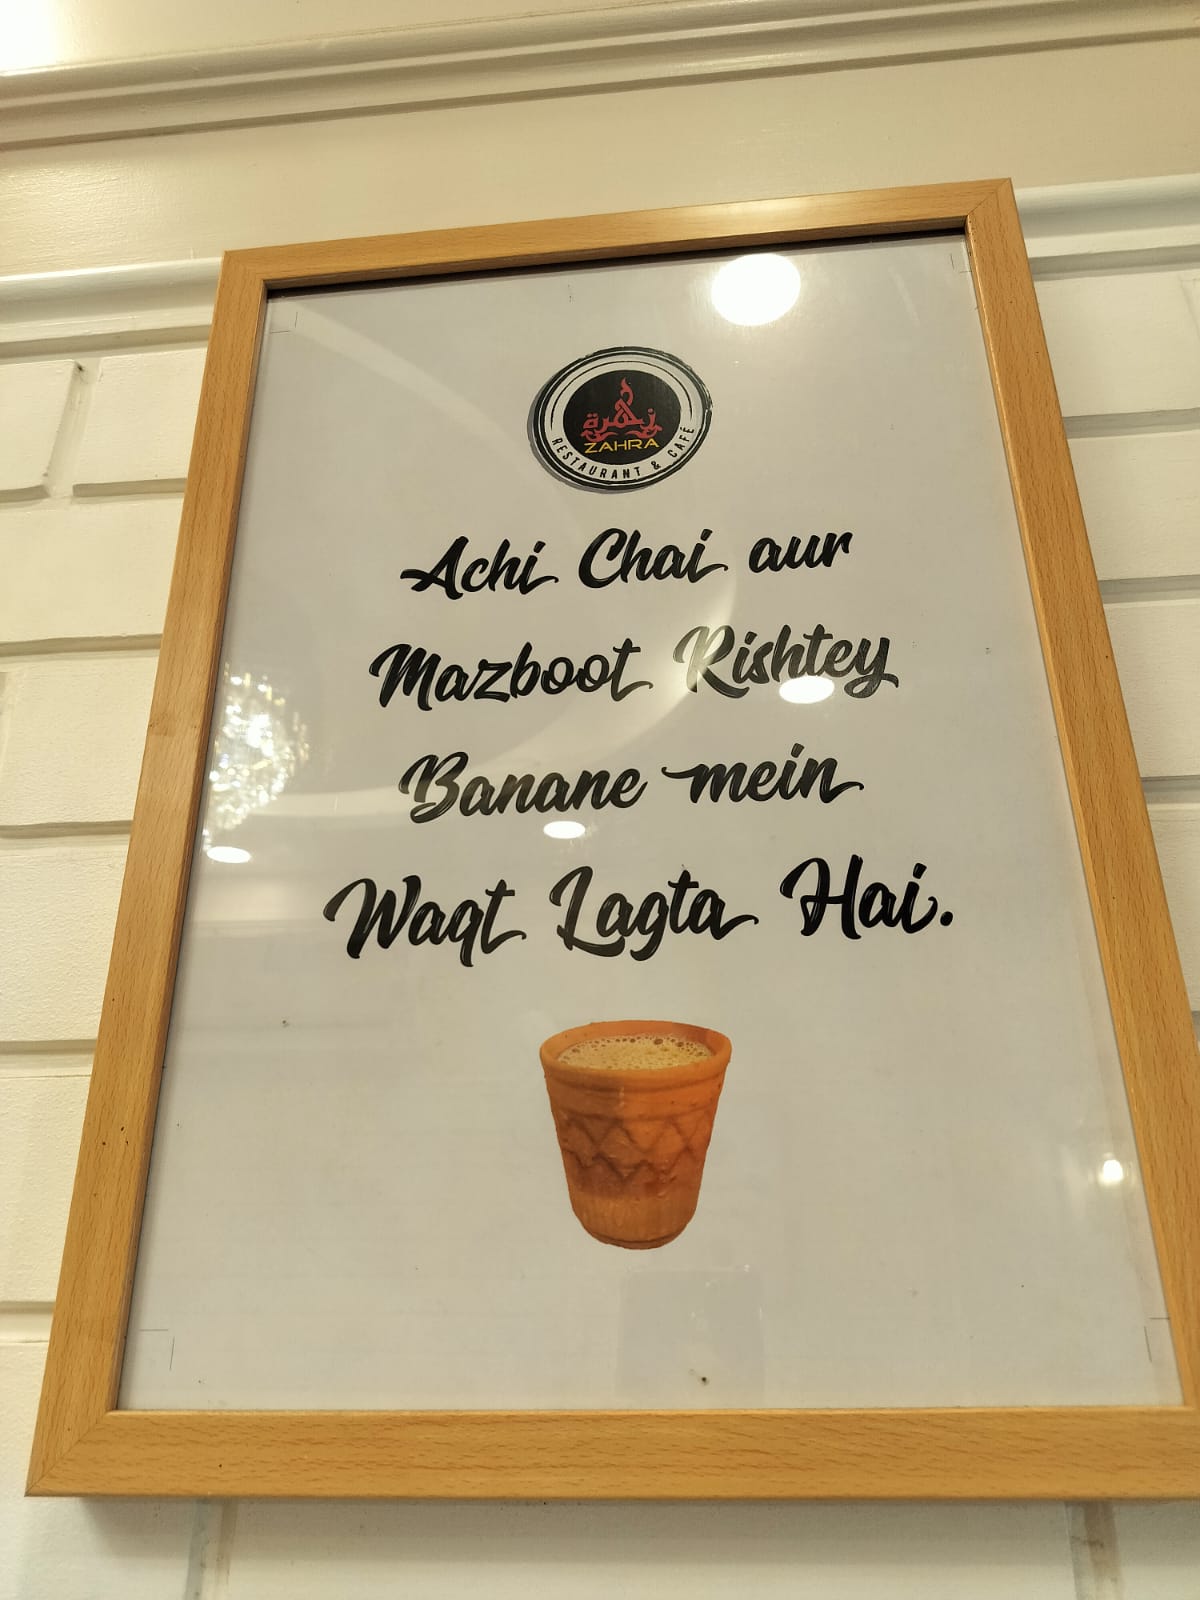 زهرة
ZAHRA
RESTAURANT & CAFÉ
Achi Chai aur
Mazboot Rishtey
Banane mein
Waqt Lagta Hai.